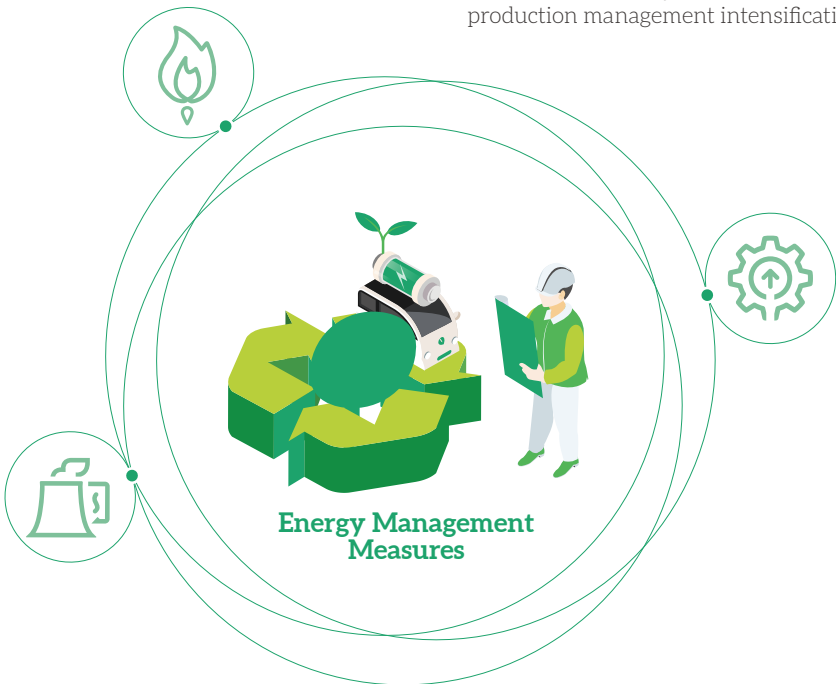 production management intensificati
Energy Management
Measures